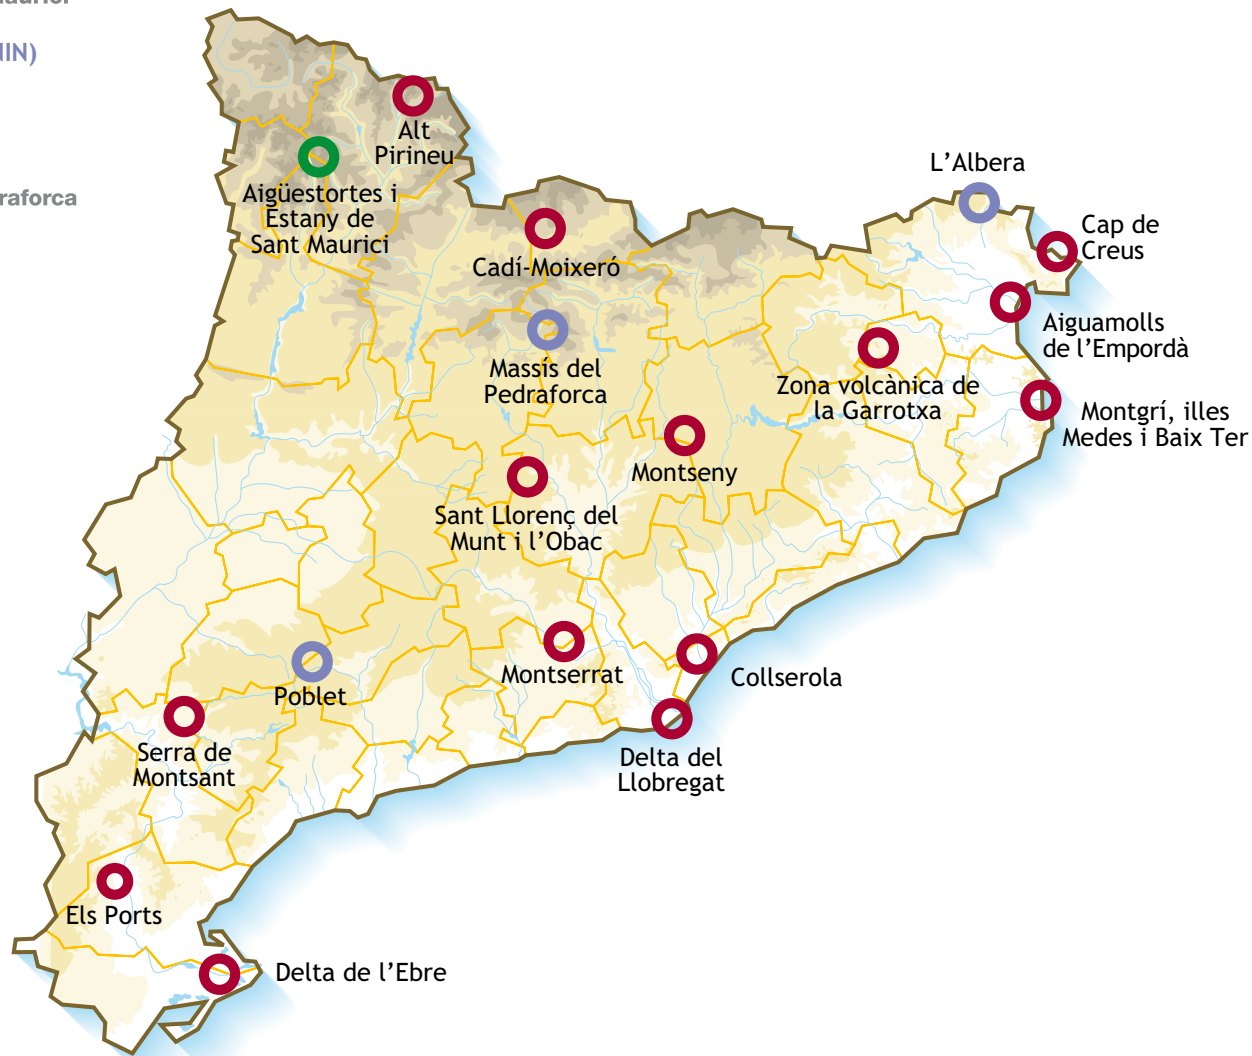 NIN)
raforca
Alt
Pirineu
Aigüestortes i
Estany de
Sant Maurici
L’Albera
Cap de
Creus
Cadí-Moixeró
Aiguamolls
de l’Empordà
Massís del
Pedraforca
Zona volcànica de
la Garrotxa
Montgrí, illes
Medes i Baix Ter
Montseny
Sant Llorenç del
Munt i l’Obac
Montserrat
Collserola
Poblet
Serra de
Montsant
Delta del
Llobregat
Els Ports
Delta de l’Ebre